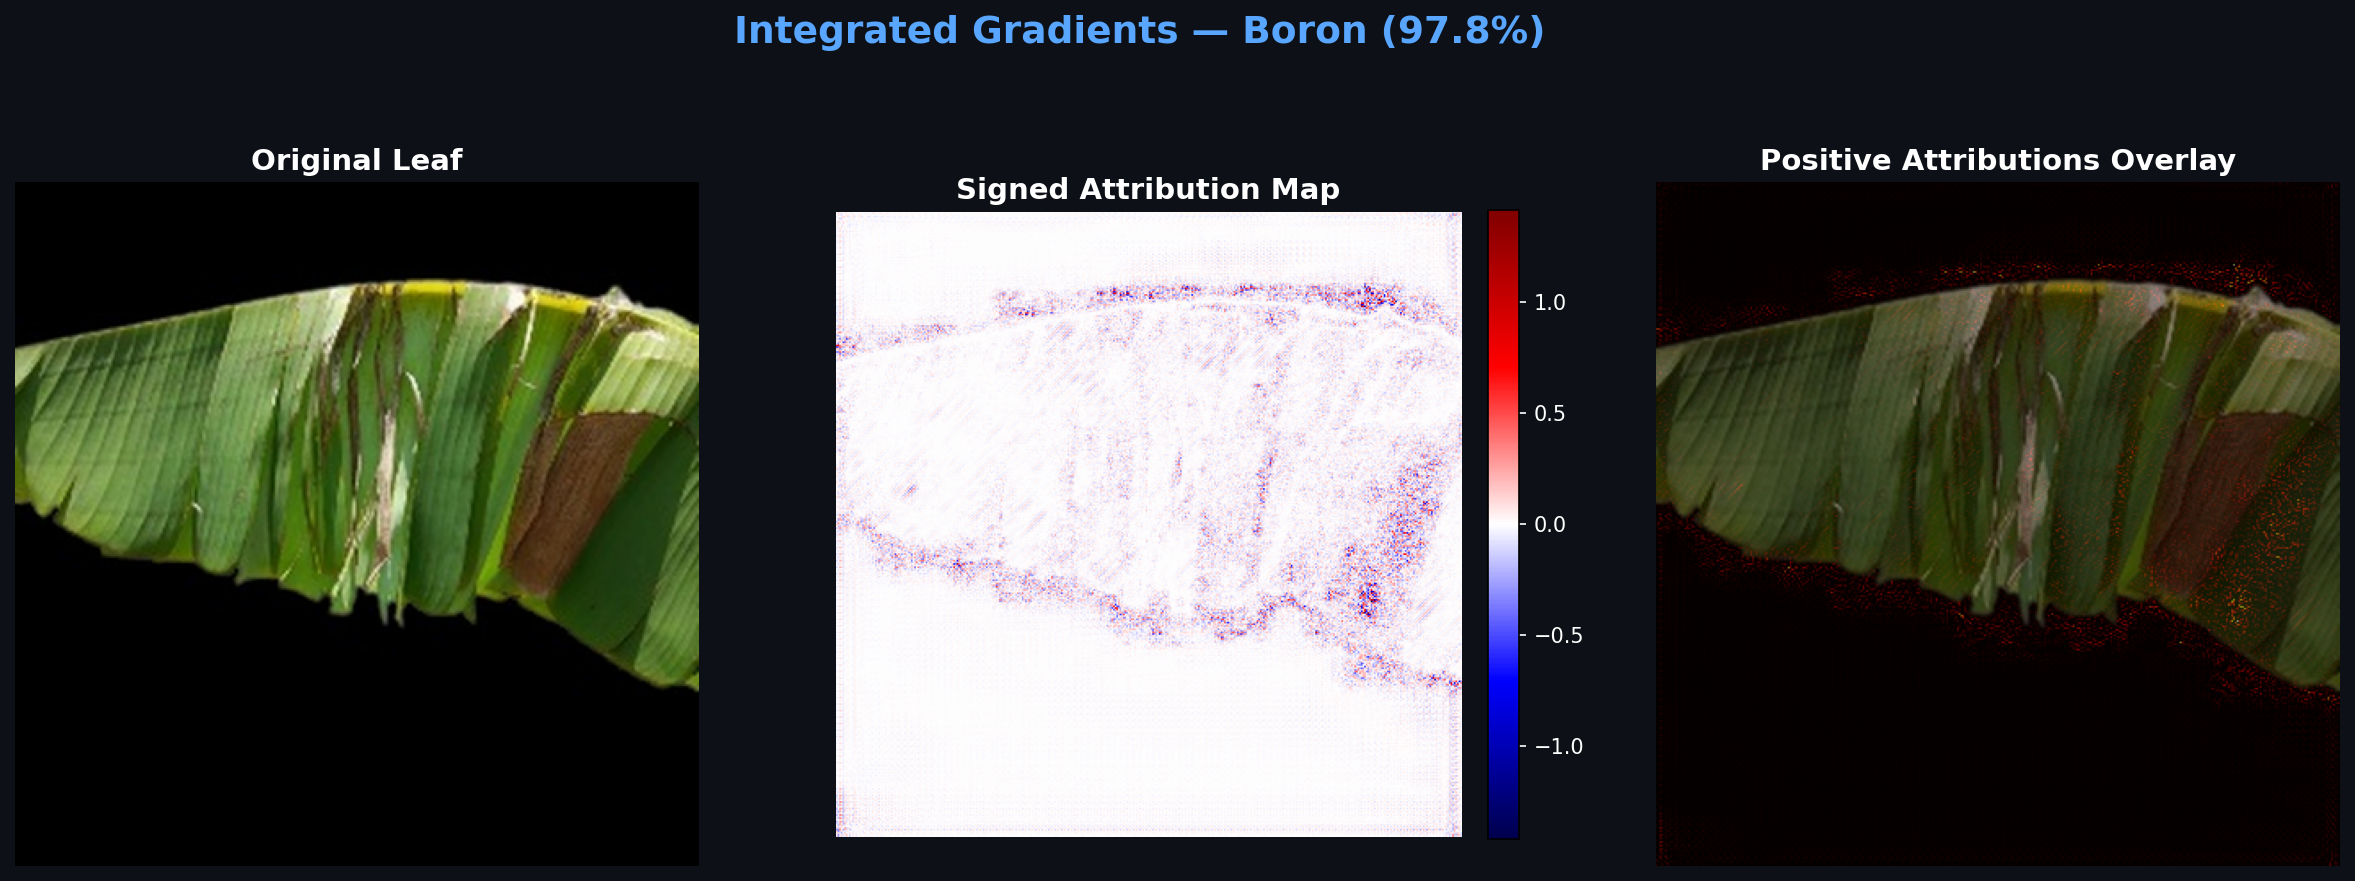 Integrated Gradients — Boron (97.8%)
Original Leaf
Signed Attribution Map
Positive Attributions Overlay
1.0
0.5
0.0
−0.5
−1.0